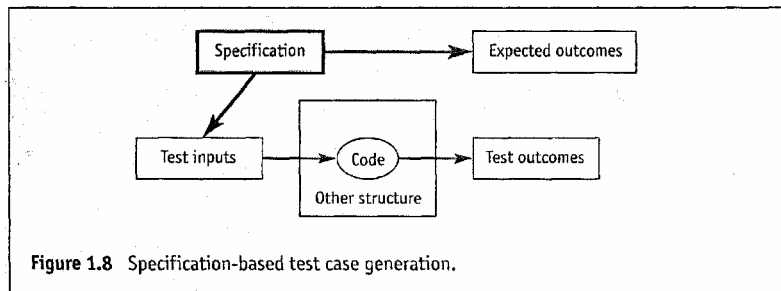 Specification
Expected outcomes
Test inputs
Code
Test outcomes
Other structure
Figure 1.8 Specification-based test case generation.